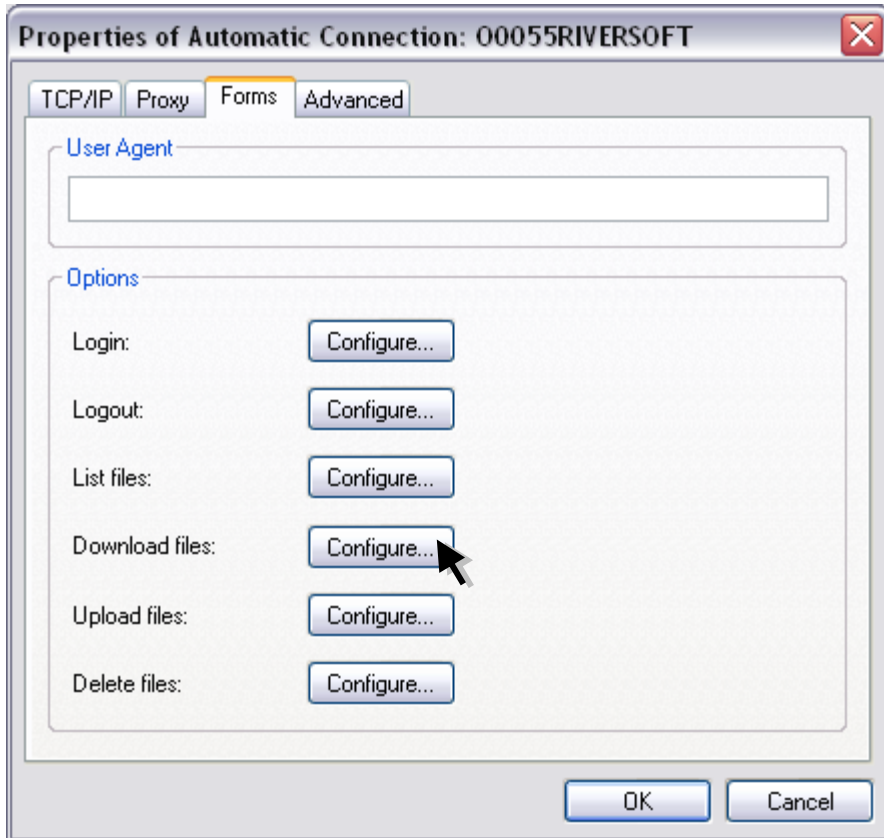 Properties of Automatic Connection: O0055RIVERSOFT
TCP/IP Proxy Forms Advanced
User Agent
Options
Login: Configure...
Logout: Configure...
List files: Configure...
Download files: Configure...
Upload files: Configure...
Delete files: Configure...
OK Cancel